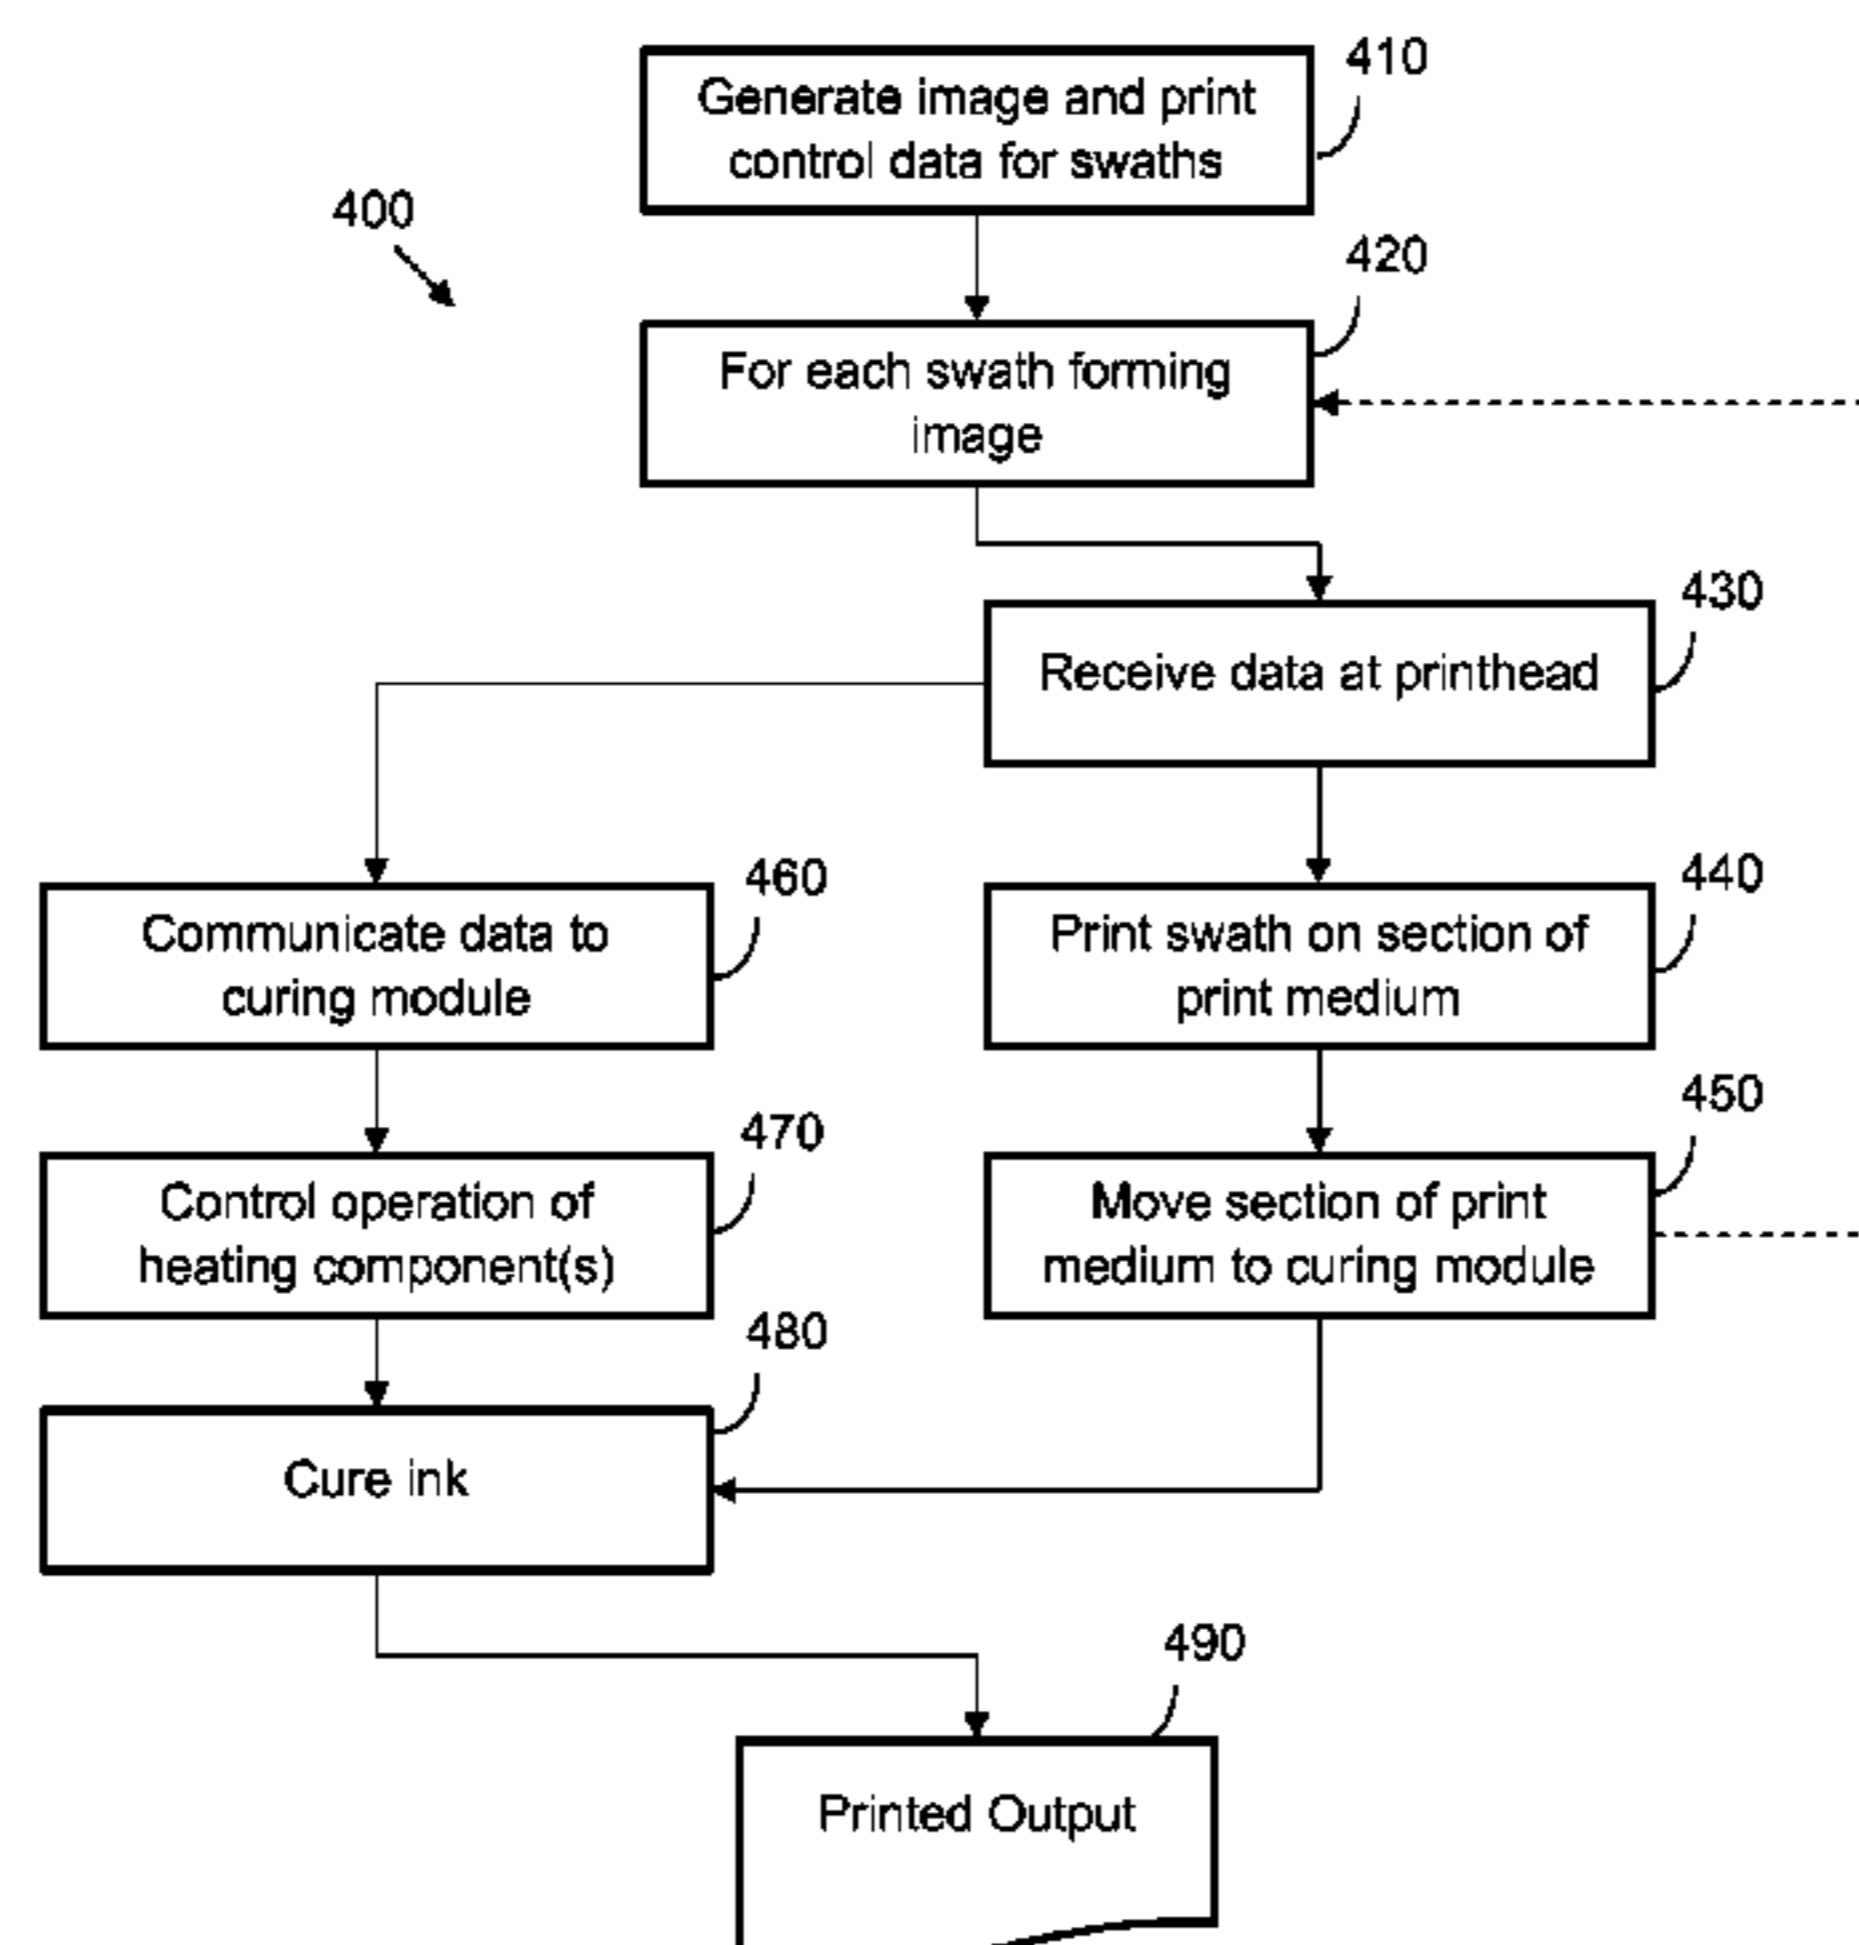 410
Generate image and print
control data for swaths
400
420
For each swath forming
image
430
Receive data at printhead
460
Communicate data to
curing module
440
Print swath on section of
print medium
470
Control operation of
heating component(s)
450
Move section of print
medium to curing module
480
Cure ink
490
Printed Output